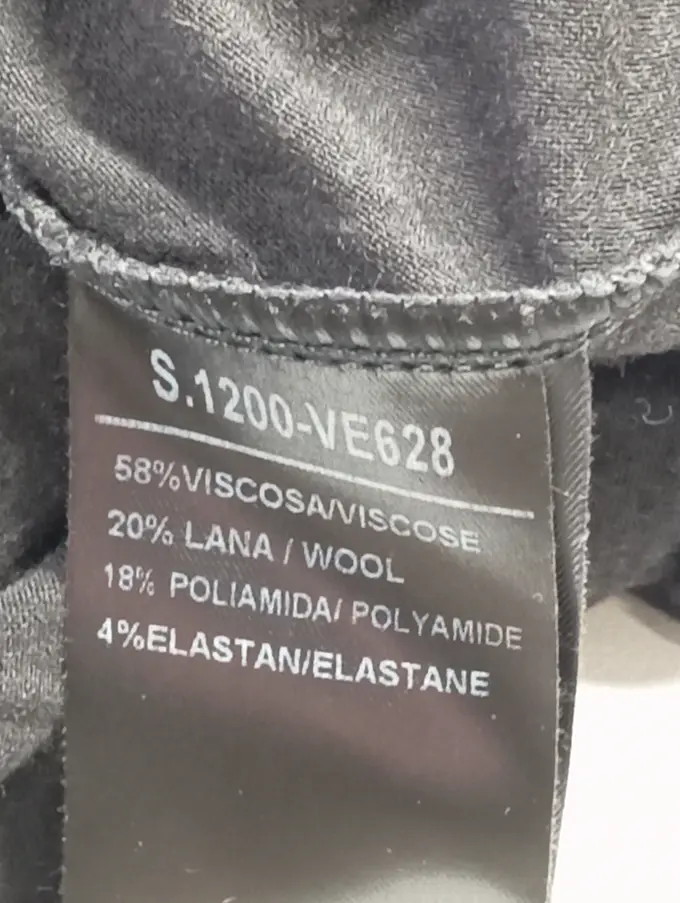 S.1200-VE628
58%VISCOSA/VISCOSE
20% LANA / WOOL
18% POLIAMIDA/ POLYAMIDE
4%ELASTAN/ELASTANE